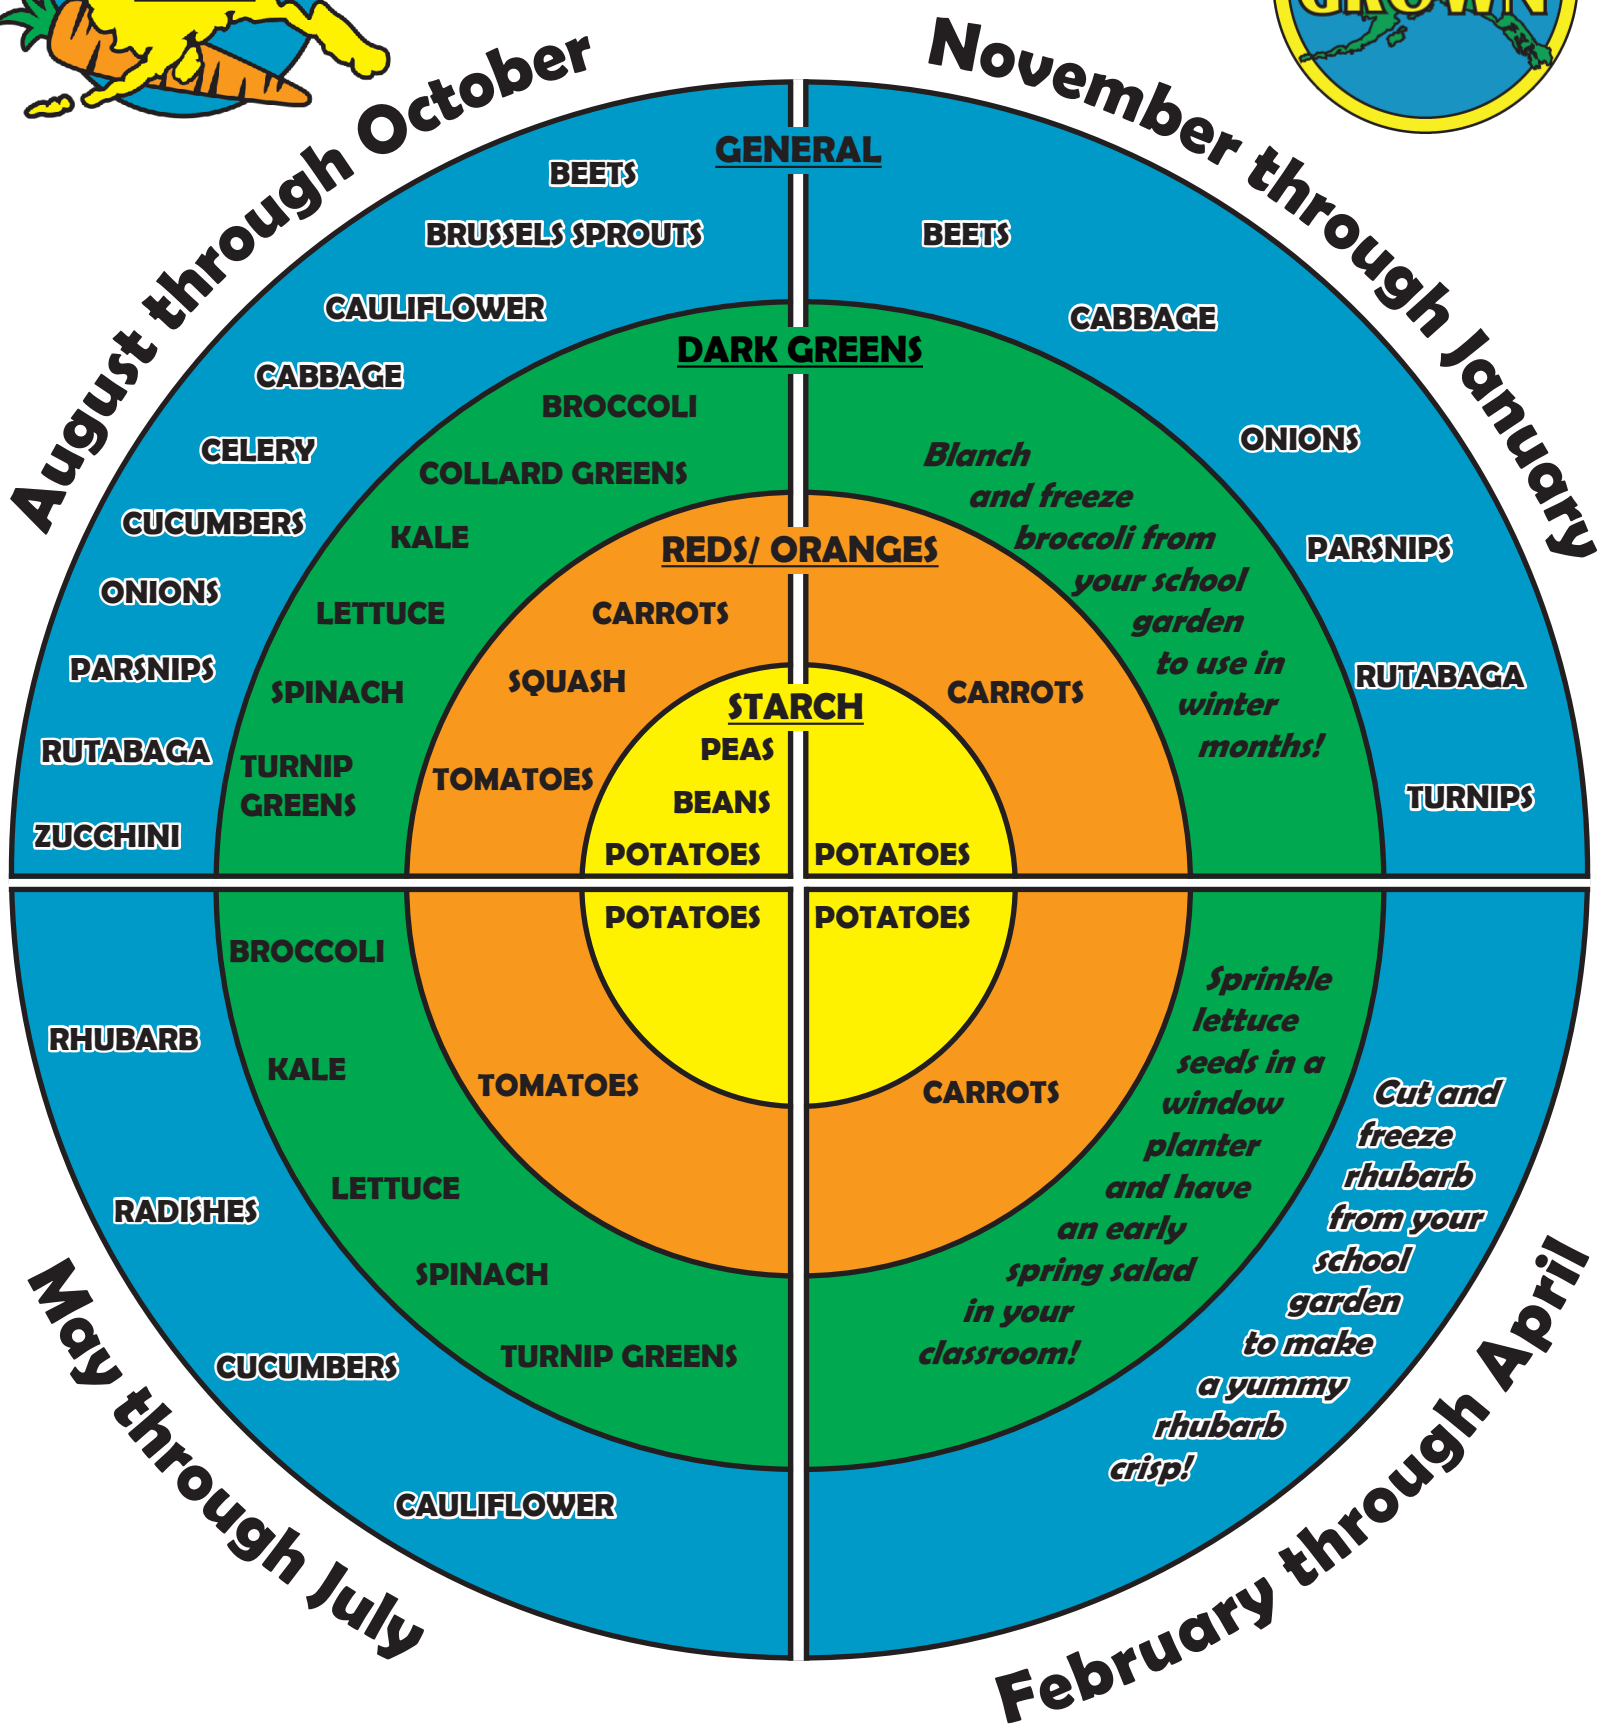 GROWN
August through October
November through January
GENERAL
BEETS
BRUSSELS SPROUTS
CAULIFLOWER
CABBAGE
CELERY
CUCUMBERS
ONIONS
PARSNIPS
RUTABAGA
ZUCCHINI
BEETS
CABBAGE
ONIONS
PARSNIPS
RUTABAGA
TURNIPS
DARK GREENS
BROCCOLI
COLLARD GREENS
KALE
LETTUCE
SPINACH
TURNIP
GREENS
Blanch
and freeze
broccoli from
your school
garden
to use in
winter
months!
REDS/ ORANGES
CARROTS
SQUASH
TOMATOES
CARROTS
STARCH
PEAS
BEANS
POTATOES
POTATOES
POTATOES
POTATOES
BROCCOLI
KALE
LETTUCE
SPINACH
TURNIP GREENS
TOMATOES
CARROTS
RHUBARB
RADISHES
CUCUMBERS
CAULIFLOWER
Sprinkle
lettuce
seeds in a
window
planter
and have
an early
spring salad
in your
classroom!
Cut and
freeze
rhubarb
from your
school
garden
to make
a yummy
rhubarb
crisp!
May through July
February through April